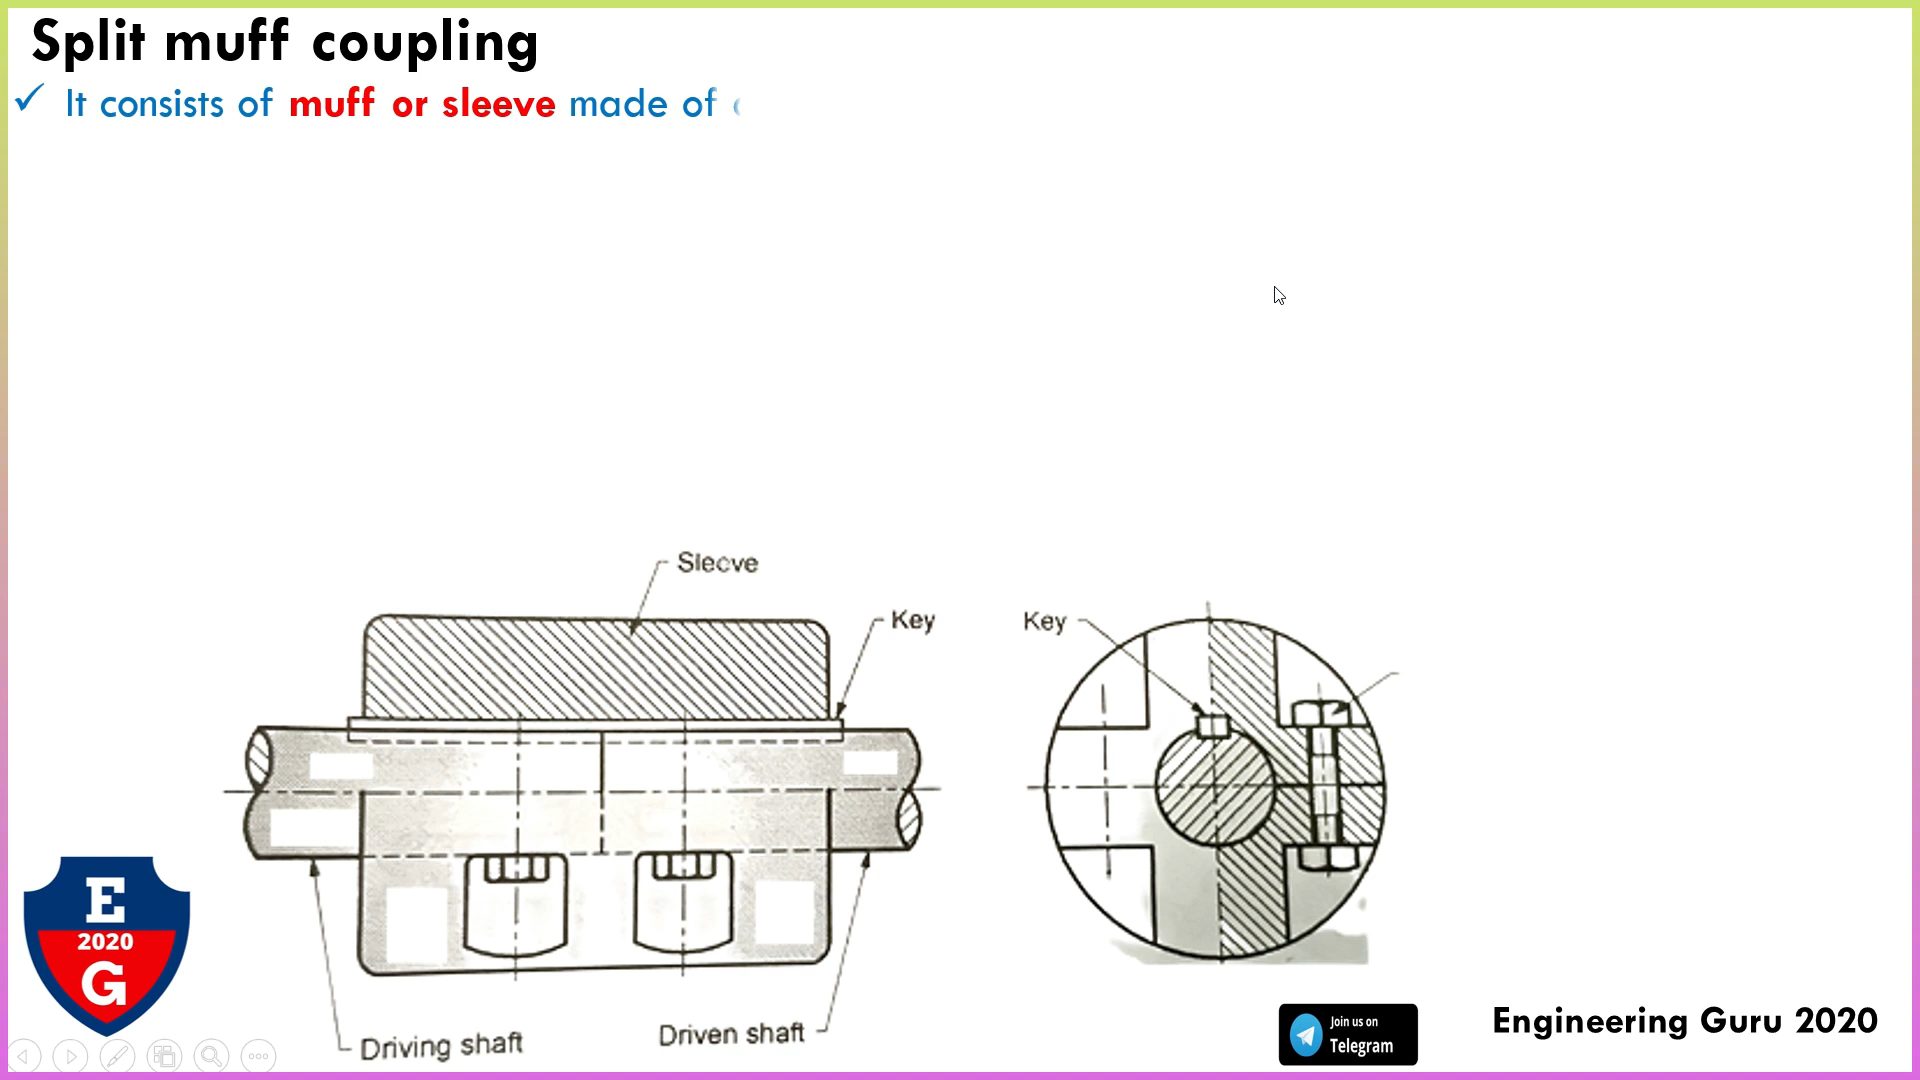 Split muff coupling
✓ It consists of muff or sleeve made of
Sleeve
Key
Key
Driving shaft
Driven shaft
E
2020
G
Join us on
Telegram
Engineering Guru 2020